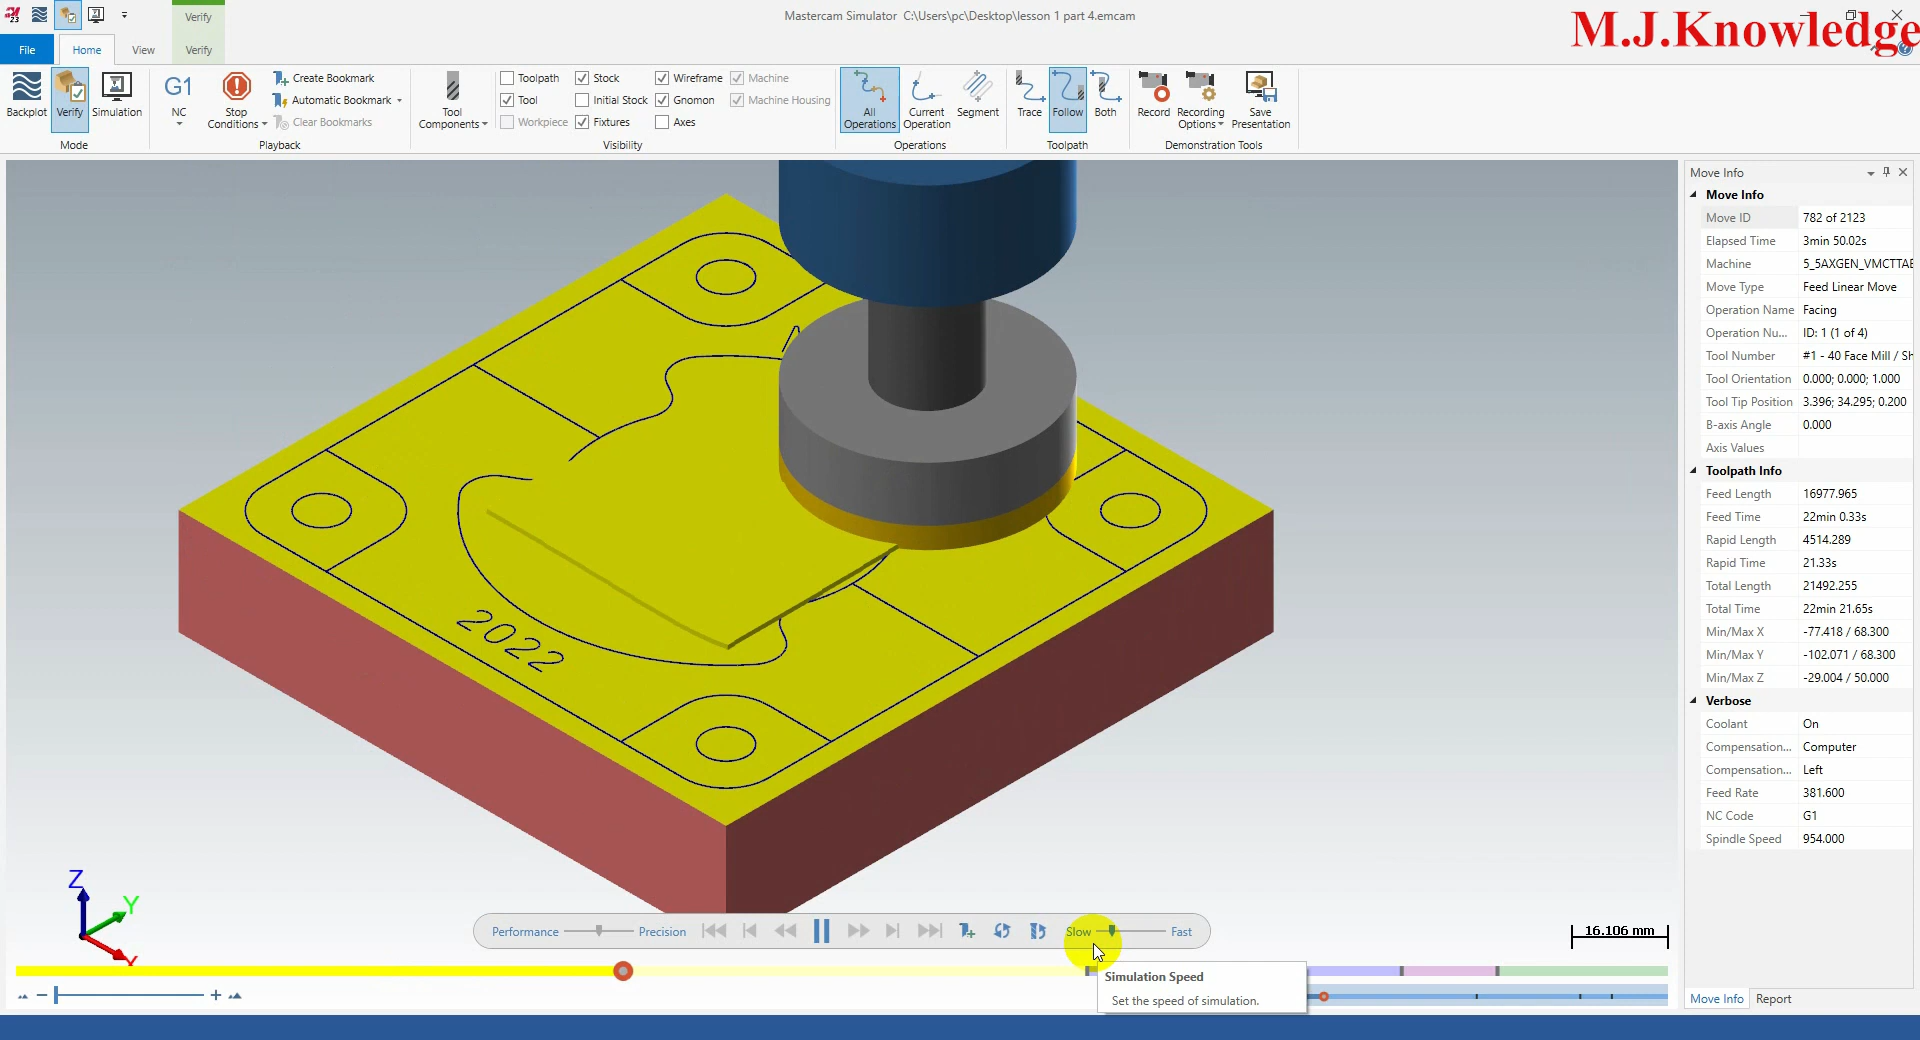 Verify
Mastercam Simulator C:\Users\pc\Desktop\lesson 1 part 4.emcam
M.J.Knowledge
File Home View Verify
Backplot Verify Simulation
Mode
G1
NC
Stop Conditions
Create Bookmark
Automatic Bookmark
Clear Bookmarks
Playback
Tool Components
Toolpath Stock Wireframe Machine
Tool Initial Stock Gnomon Machine Housing
Workpiece Fixtures Axes
Visibility
All Operations
Current Operation
Segment
Operations
Trace Follow Both
Toolpath
Record
Recording Options
Save Presentation
Demonstration Tools
2022
Z
Y
16.106 mm
Performance Precision Slow Fast
Simulation Speed
Set the speed of simulation.
Move Info
Move Info
Move ID 782 of 2123
Elapsed Time 3min 50.02s
Machine 5_5AXGEN_VMCTTAE
Move Type Feed Linear Move
Operation Name Facing
Operation Nu... ID: 1 (1 of 4)
Tool Number #1 - 40 Face Mill / Sh
Tool Orientation 0.000; 0.000; 1.000
Tool Tip Position 3.396; 34.295; 0.200
B-axis Angle 0.000
Axis Values
Toolpath Info
Feed Length 16977.965
Feed Time 22min 0.33s
Rapid Length 4514.289
Rapid Time 21.33s
Total Length 21492.255
Total Time 22min 21.65s
Min/Max X -77.418 / 68.300
Min/Max Y -102.071 / 68.300
Min/Max Z -29.004 / 50.000
Verbose
Coolant On
Compensation... Computer
Compensation... Left
Feed Rate 381.600
NC Code G1
Spindle Speed 954.000
Move Info Report